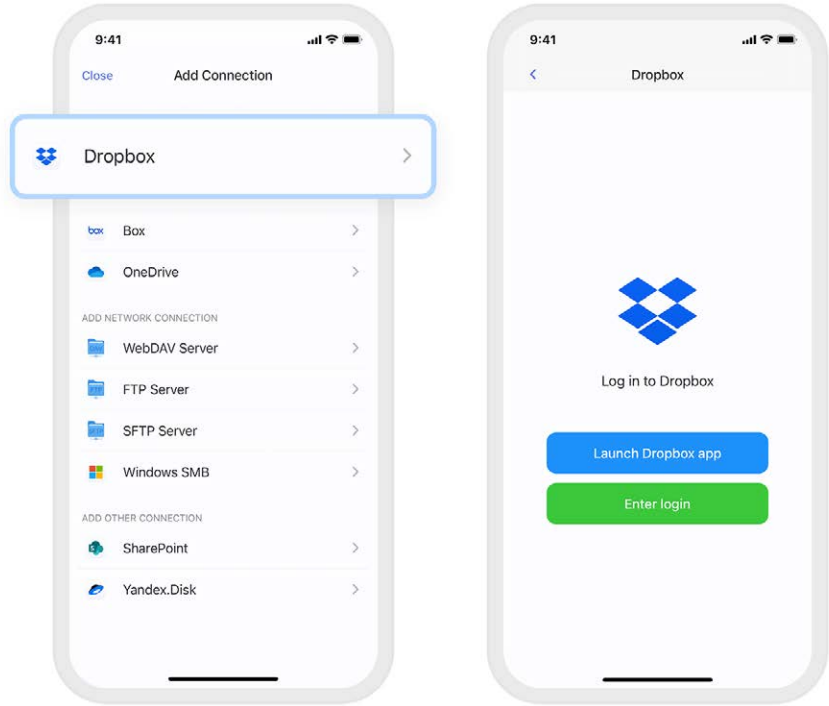 9:41
Close Add Connection
Dropbox
box Box
OneDrive
ADD NETWORK CONNECTION
WebDAV Server
FTP Server
SFTP Server
Windows SMB
ADD OTHER CONNECTION
SharePoint
Yandex.Disk
9:41
Dropbox
Log in to Dropbox
Launch Dropbox app
Enter login